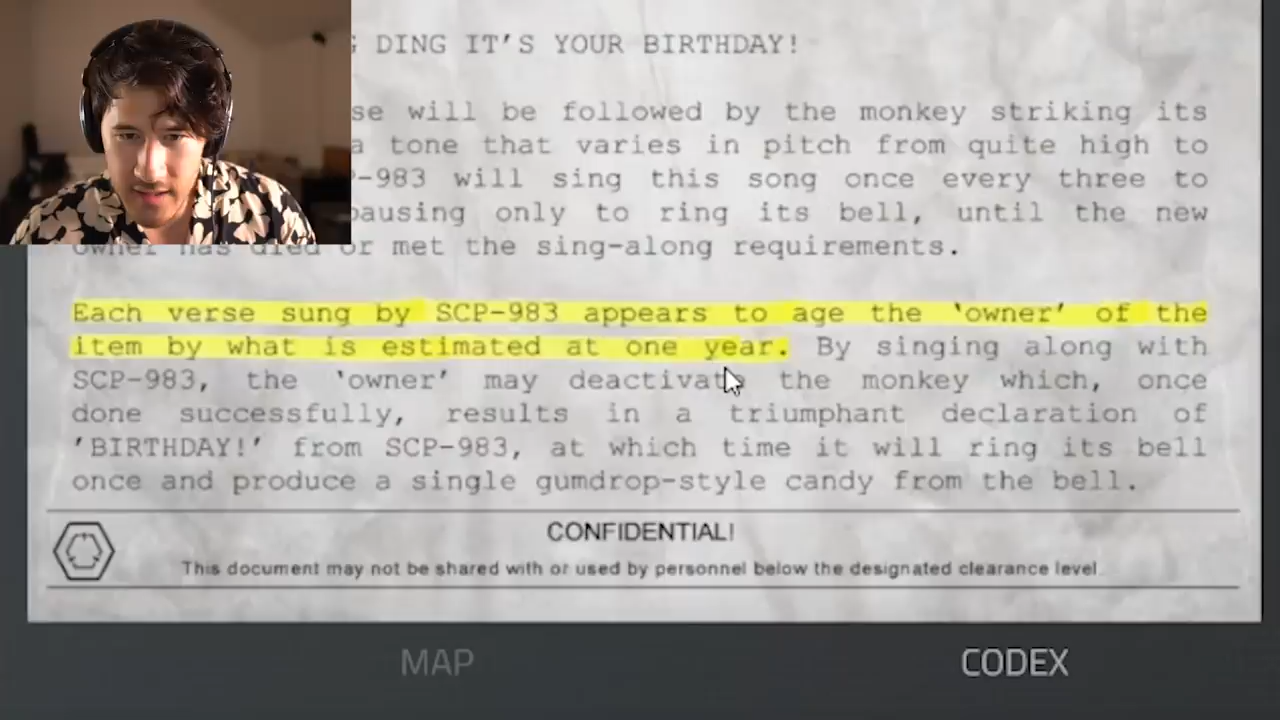 DING IT'S YOUR BIRTHDAY!
will be followed by the monkey striking its
a tone that varies in pitch from quite high to
-983 will sing this song once every three to
pausing only to ring its bell, until the new
owner has died or met the sing-along requirements.
Each verse sung by SCP-983 appears to age the 'owner' of the
item by what is estimated at one year. By singing along with
SCP-983, the 'owner' may deactivate the monkey which, once
done successfully, results in a triumphant declaration of
'BIRTHDAY!' from SCP-983, at which time it will ring its bell
once and produce a single gumdrop-style candy from the bell.
CONFIDENTIAL!
This document may not be shared with or used by personnel below the designated clearance level.
MAP
CODEX